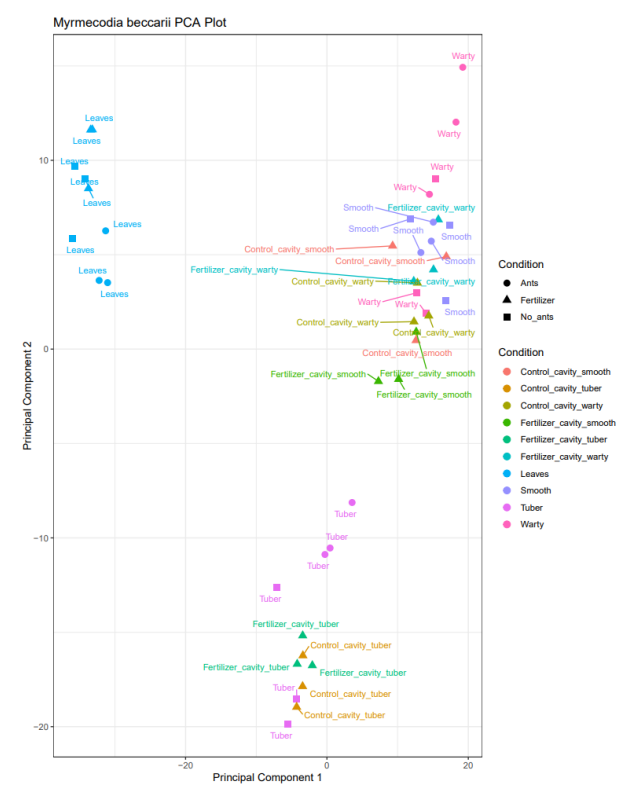 Myrmecodia beccarii PCA Plot
Warty
Warty
Leaves
Leaves
Leaves
Warty
Leaves
Warty
Leaves
Smooth
Fertilizer_cavity_warty
Leaves
Smooth
Smooth
Smooth
Leaves
Control_cavity_smooth
Control_cavity_smooth
Smooth
Leaves
Fertilizer_cavity_warty
Control_cavity_warty
Fertilizer_cavity_warty
Leaves
Warty
Warty
Smooth
Control_cavity_warty
Control_cavity_warty
Control_cavity_smooth
Fertilizer_cavity_smooth
Fertilizer_cavity_smooth
Fertilizer_cavity_smooth
Tuber
Tuber
Tuber
Tuber
Fertilizer_cavity_tuber
Control_cavity_tuber
Fertilizer_cavity_tuber
Fertilizer_cavity_tuber
Tuber
Control_cavity_tuber
Control_cavity_tuber
Tuber
10
0
−10
−20
Principal Component 2
−20
0
20
Principal Component 1
Condition
Ants
Fertilizer
No_ants
Condition
Control_cavity_smooth
Control_cavity_tuber
Control_cavity_warty
Fertilizer_cavity_smooth
Fertilizer_cavity_tuber
Fertilizer_cavity_warty
Leaves
Smooth
Tuber
Warty